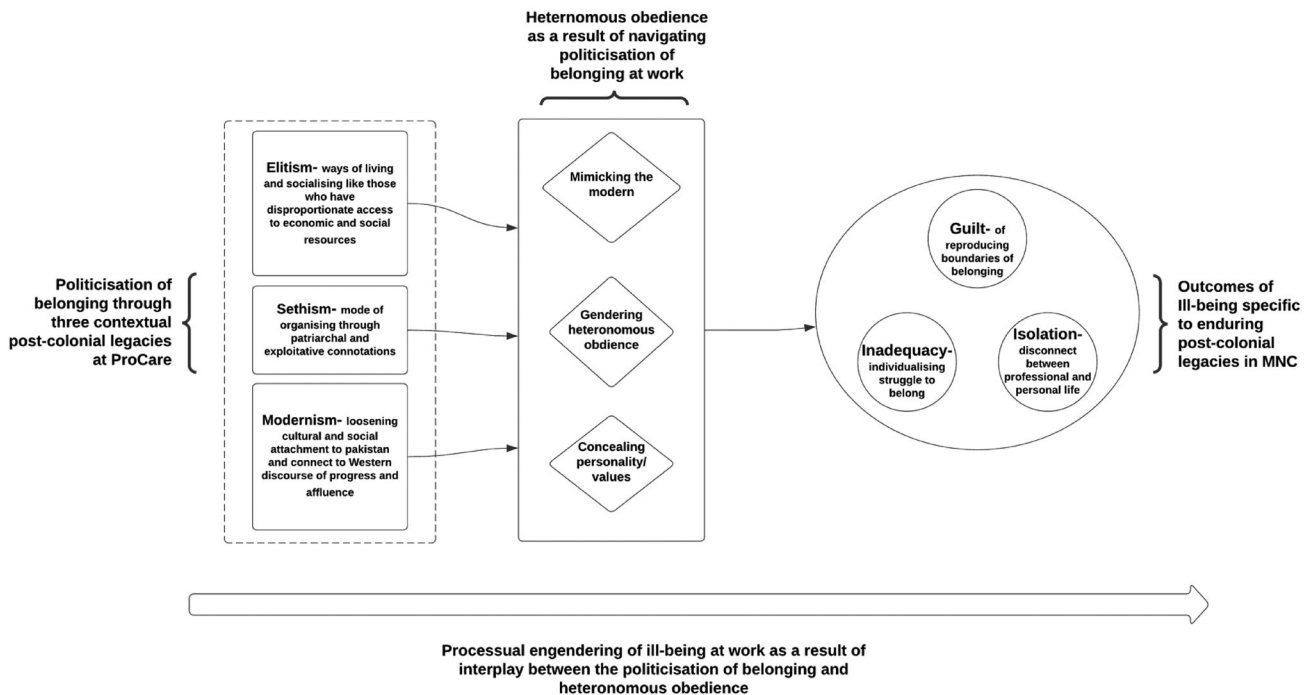 Heternomous obedience
as a result of navigating
politicisation of
belonging at work
Politicisation of
belonging through
three contextual
post-colonial legacies
at ProCare
Elitism- ways of living
and socialising like those
who have
disproportionate access
to economic and social
resources
Sethism- mode of
organising through
patriarchal and
exploitative connotations
Modernism- loosening
cultural and social
attachment to pakistan
and connect to Western
discourse of progress and
affluence
Mimicking the
modern
Gendering
heteronomous
obdience
Concealing
personality/
values
Guilt- of
reproducing
boundaries of
belonging
Inadequacy-
individualising
struggle to
belong
Isolation-
disconnect
between
professional and
personal life
Outcomes of
Ill-being specific
to enduring
post-colonial
legacies in MNC
Processual engendering of ill-being at work as a result of
interplay between the politicisation of belonging and
heteronomous obedience